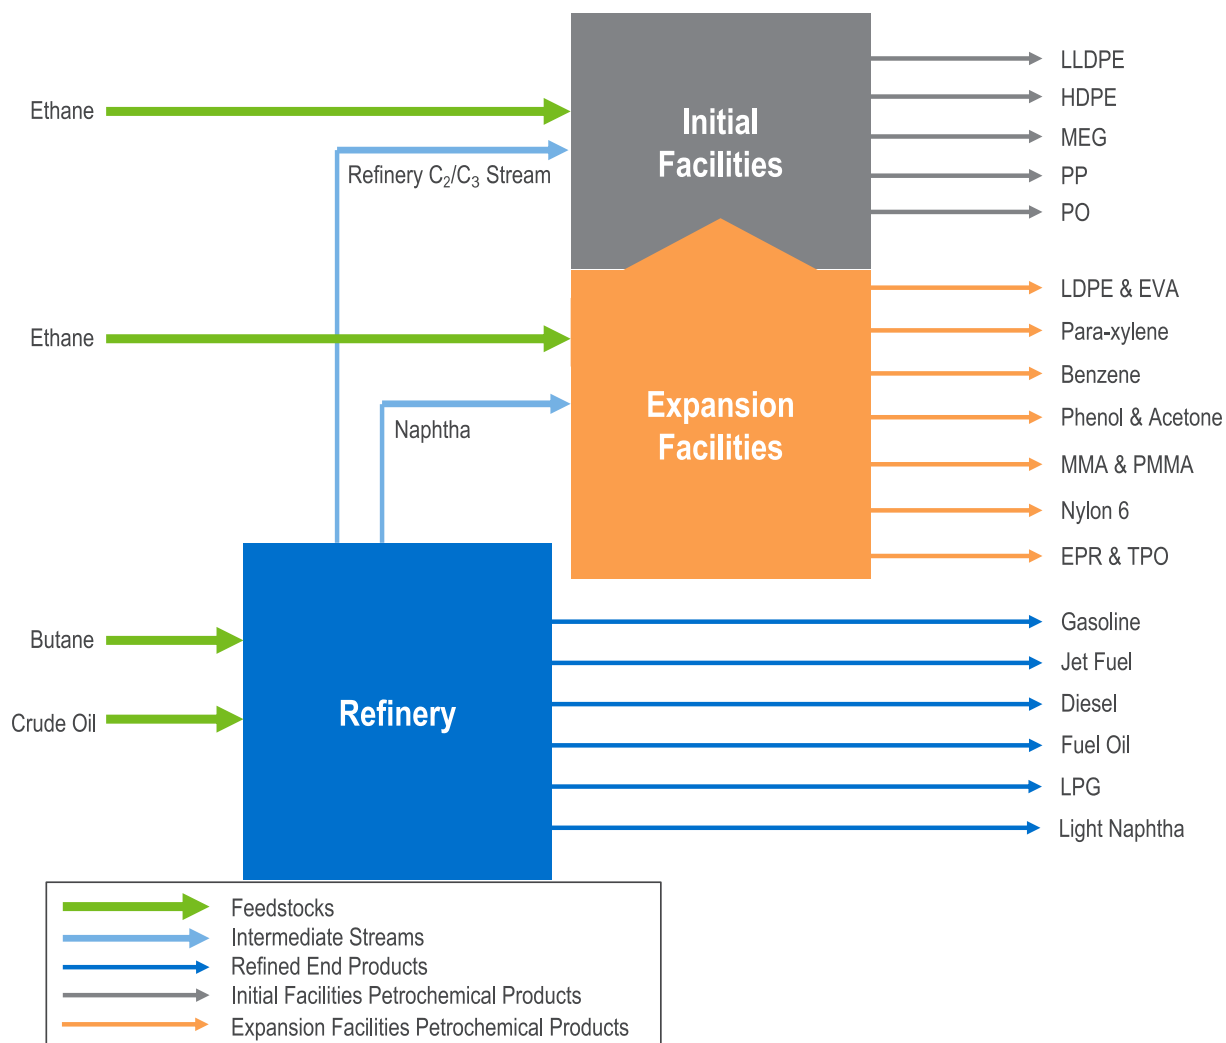 Ethane
Refinery C₂/C₃ Stream
Initial
Facilities
LLDPE
HDPE
MEG
PP
PO
Ethane
Naphtha
Expansion
Facilities
LDPE & EVA
Para-xylene
Benzene
Phenol & Acetone
MMA & PMMA
Nylon 6
EPR & TPO
Butane
Crude Oil
Refinery
Gasoline
Jet Fuel
Diesel
Fuel Oil
LPG
Light Naphtha
Feedstocks
Intermediate Streams
Refined End Products
Initial Facilities Petrochemical Products
Expansion Facilities Petrochemical Products